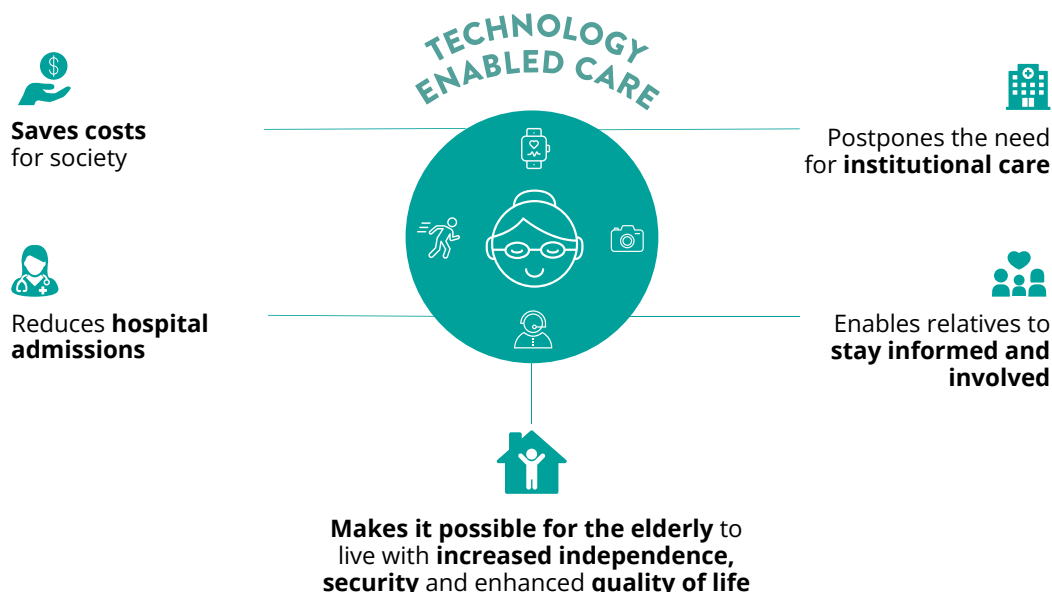 TECHNOLOGY
ENABLED CARE
Saves costs
for society
Postpones the need
for institutional care
Reduces hospital
admissions
Enables relatives to
stay informed and
involved
Makes it possible for the elderly to
live with increased independence,
security and enhanced quality of life